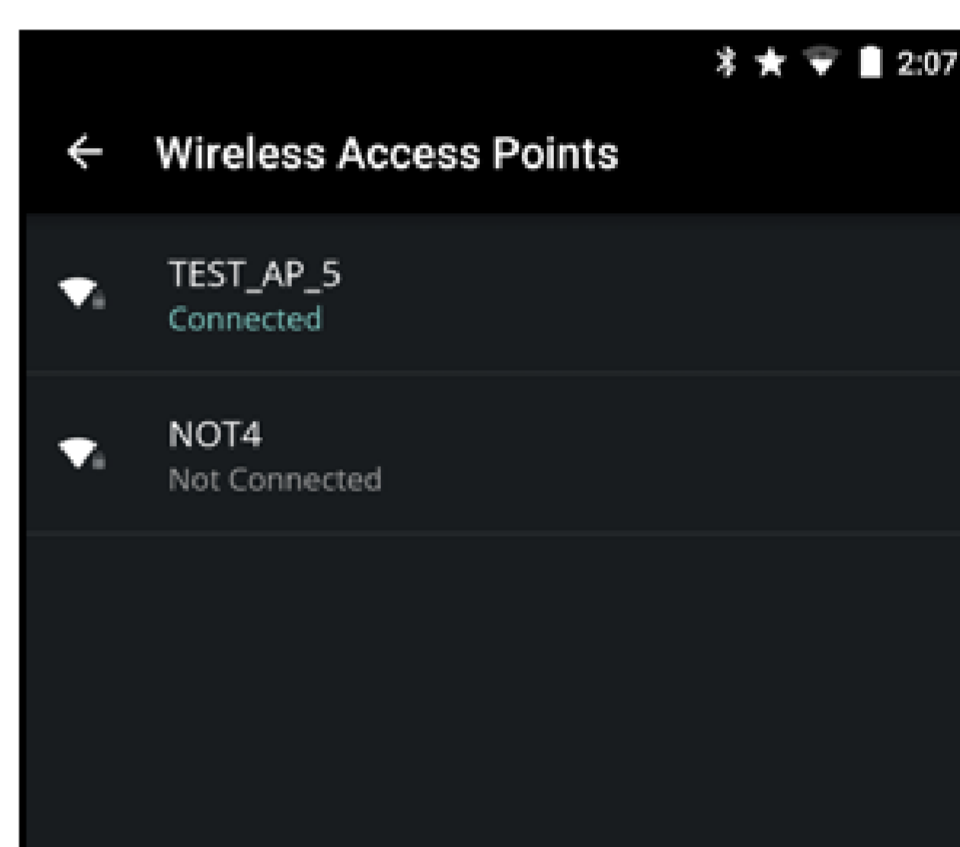 2:07
Wireless Access Points
TEST_AP_5
Connected
NOT4
Not Connected